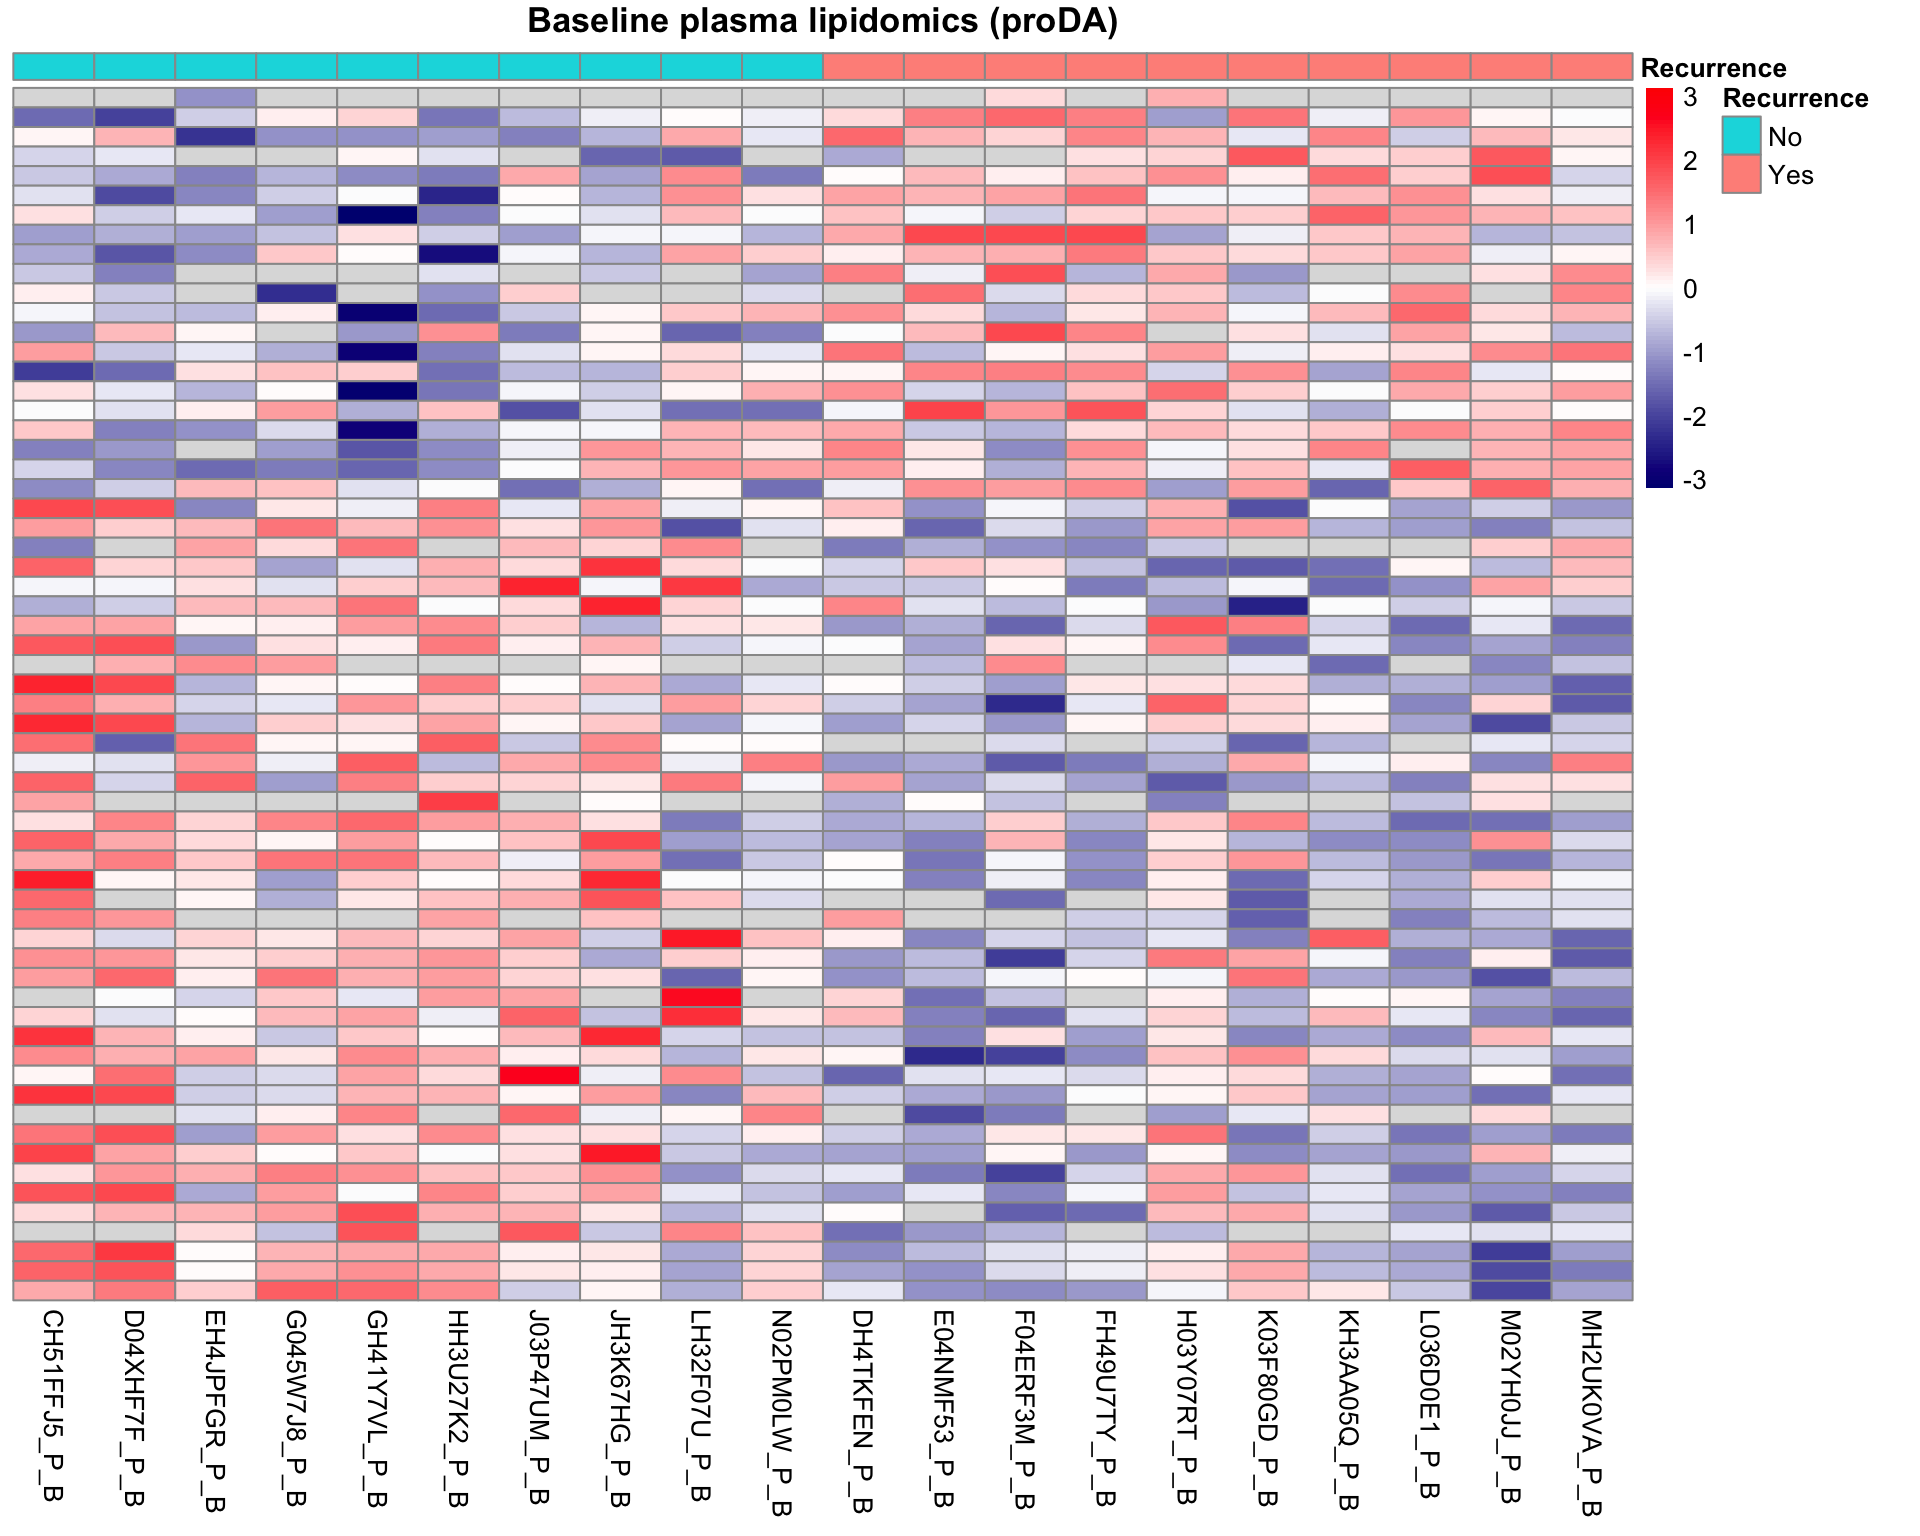 Baseline plasma lipidomics (proDA)
Recurrence
3
2
1
0
-1
-2
-3
Recurrence
No
Yes
CH51FFJ5_P_B
D04XHF7F_P_B
EH4JPFGR_P_B
G045W7J8_P_B
GH41Y7VL_P_B
HH3U27K2_P_B
J03P47UM_P_B
JH3K67HG_P_B
LH32F07U_P_B
N02PM0LW_P_B
DH4TKFEN_P_B
E04NMF53_P_B
F04ERF3M_P_B
FH49U7TY_P_B
H03Y07RT_P_B
K03F80GD_P_B
KH3AA05Q_P_B
L036D0E1_P_B
M02YH0JJ_P_B
MH2UK0VA_P_B